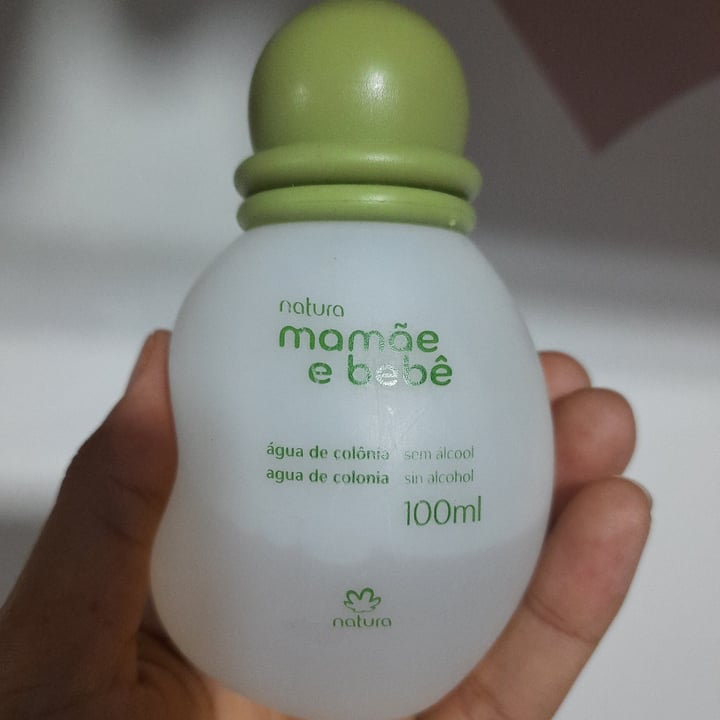 natura
mamãe
e bebê
água de colônia sem álcool
agua de colonia sin alcohol
100ml
natura